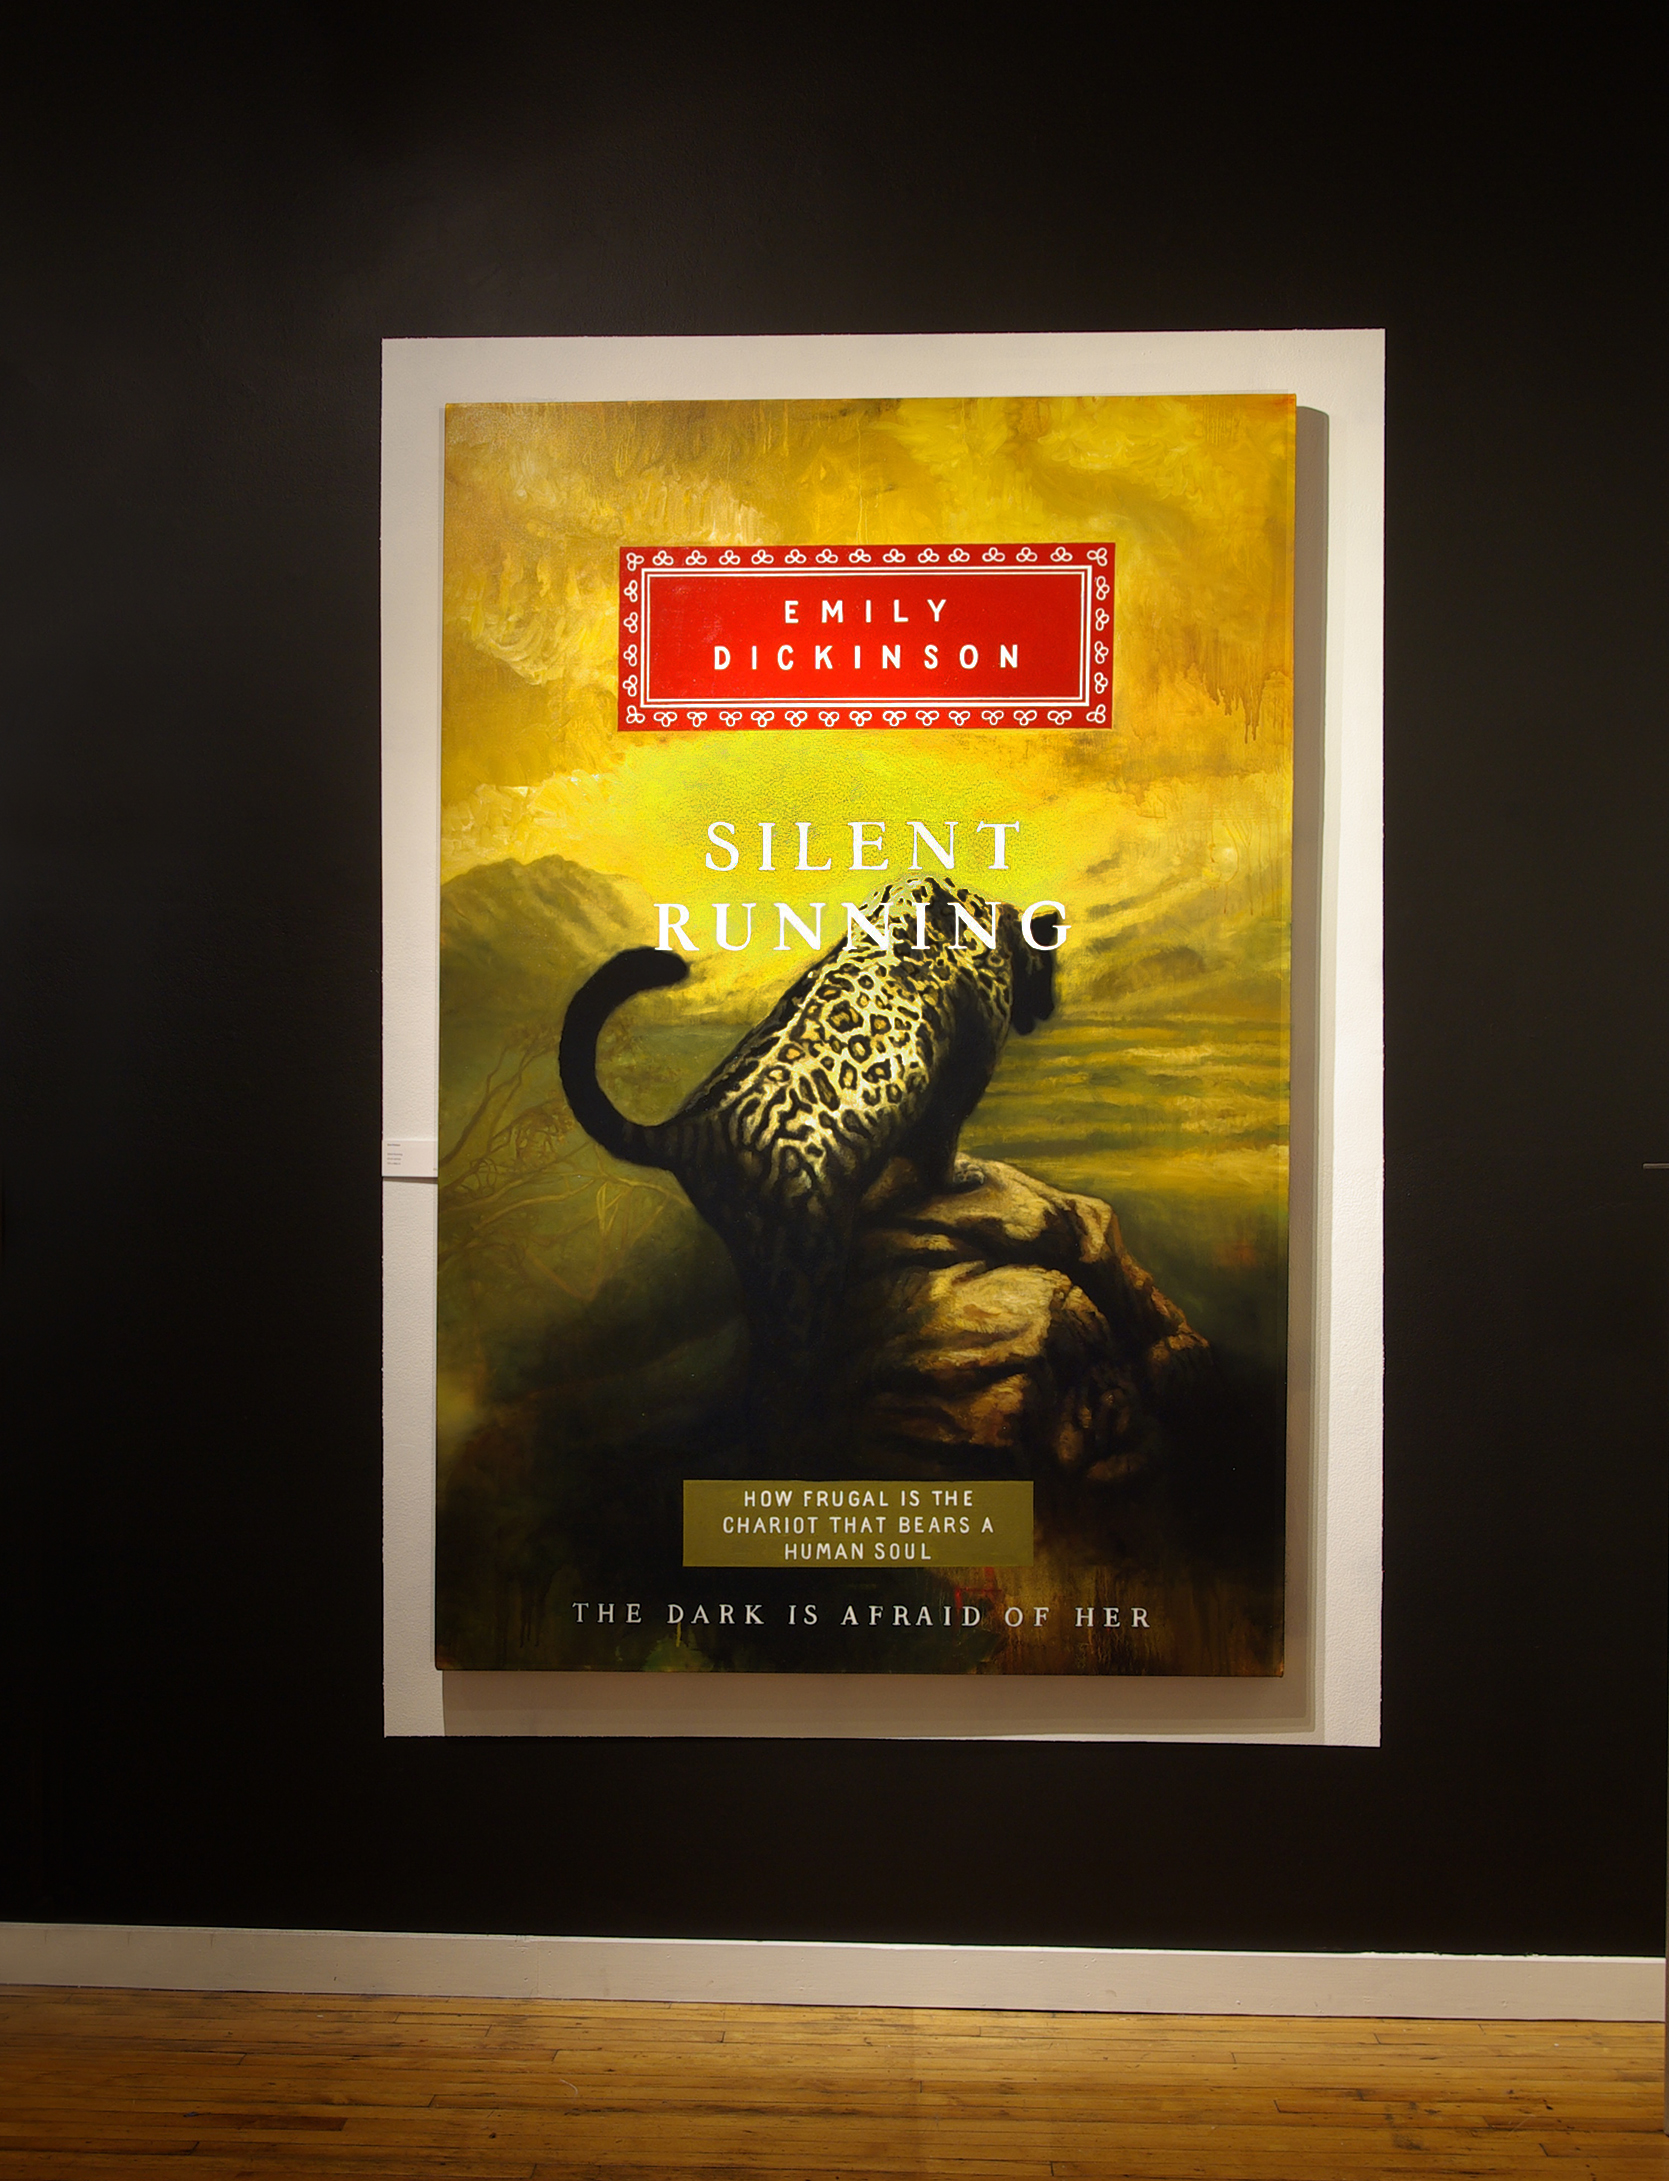 EMILY
DICKINSON
SILENT
RUNNING
HOW FRUGAL IS THE
CHARIOT THAT BEARS A
HUMAN SOUL
THE DARK IS AFRAID OF HER